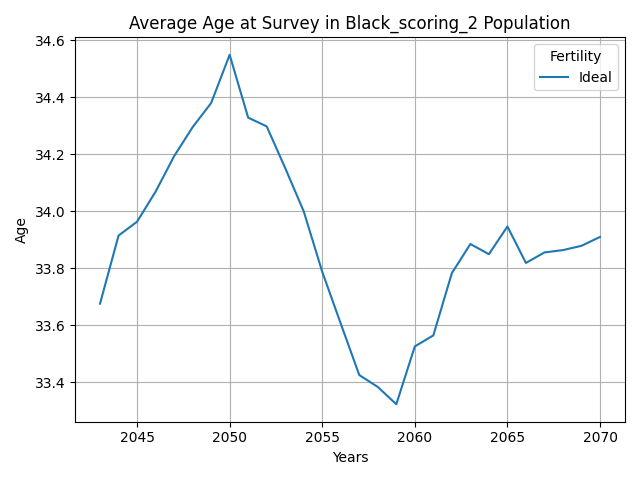 Average Age at Survey in Black_scoring_2 Population
Fertility
Ideal
34.6
34.4
34.2
34.0
33.8
33.6
33.4
Age
2045 2050 2055 2060 2065 2070
Years